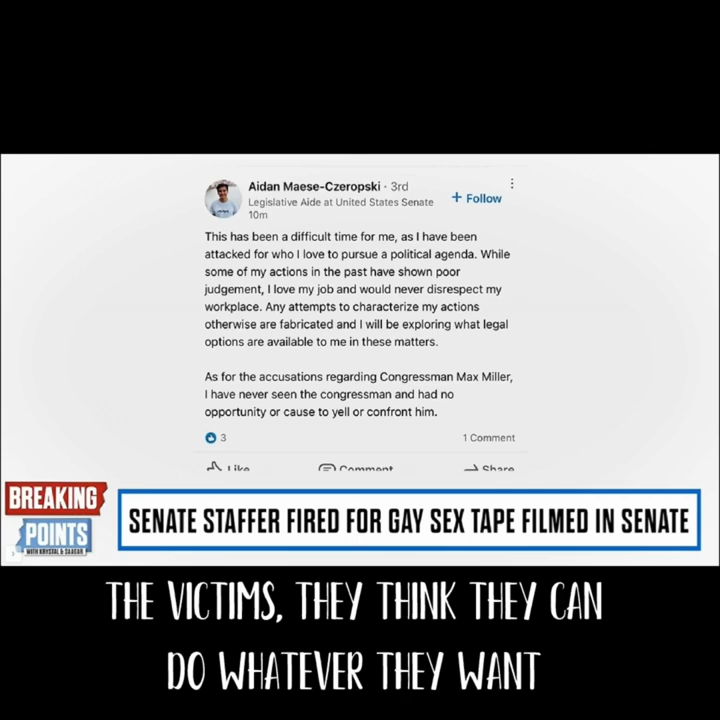 Aidan Maese-Czeropski · 3rd
Legislative Aide at United States Senate
10m
+ Follow
This has been a difficult time for me, as I have been
attacked for who I love to pursue a political agenda. While
some of my actions in the past have shown poor
judgement, I love my job and would never disrespect my
workplace. Any attempts to characterize my actions
otherwise are fabricated and I will be exploring what legal
options are available to me in these matters.
As for the accusations regarding Congressman Max Miller,
I have never seen the congressman and had no
opportunity or cause to yell or confront him.
3
1 Comment
Like
Comment
Share
BREAKING
POINTS
WITH KRYSTAL & SAAGAR
SENATE STAFFER FIRED FOR GAY SEX TAPE FILMED IN SENATE
THE VICTIMS, THEY THINK THEY CAN
DO WHATEVER THEY WANT